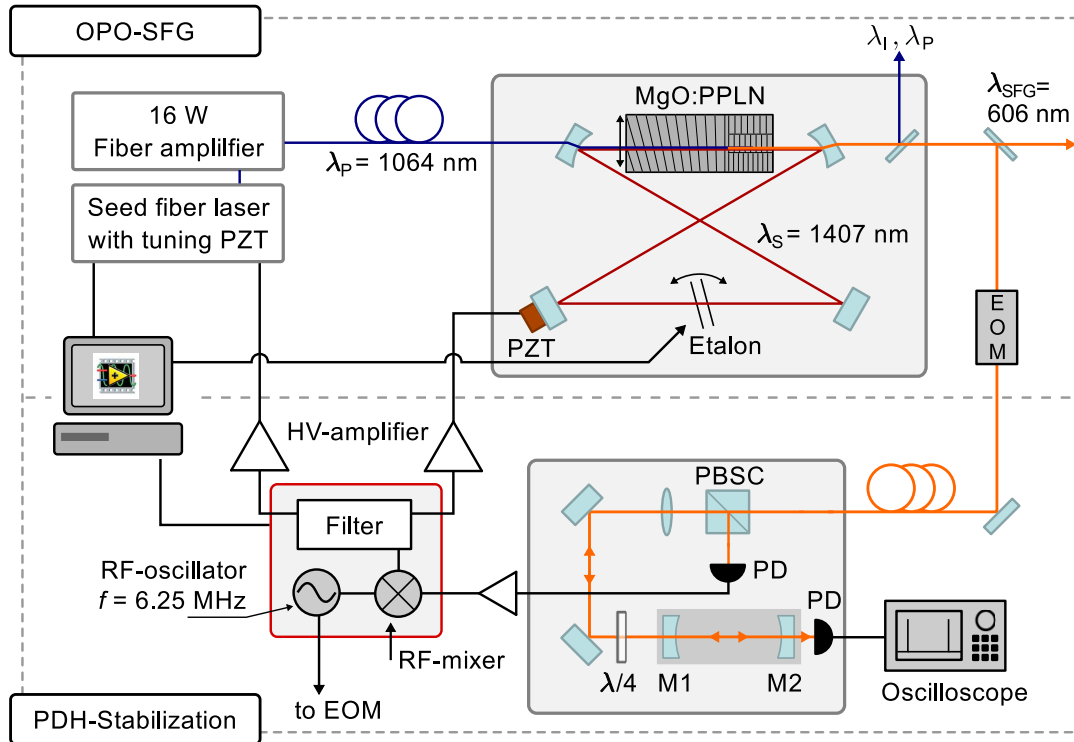 OPO-SFG
16 W
Fiber amplilfier
λP= 1064 nm
Seed fiber laser
with tuning PZT
MgO:PPLN
λI , λP
λSFG=
606 nm
λS= 1407 nm
PZT
Etalon
EOM
HV-amplifier
Filter
RF-oscillator
f = 6.25 MHz
RF-mixer
to EOM
PBSC
PD
PD
λ/4
M1
M2
Oscilloscope
PDH-Stabilization